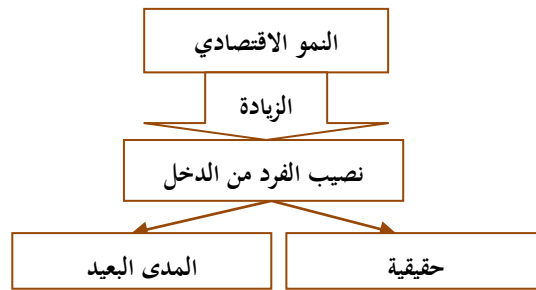 النمو الاقتصادي
الزيادة
نصيب الفرد من الدخل
حقيقية
المدى البعيد